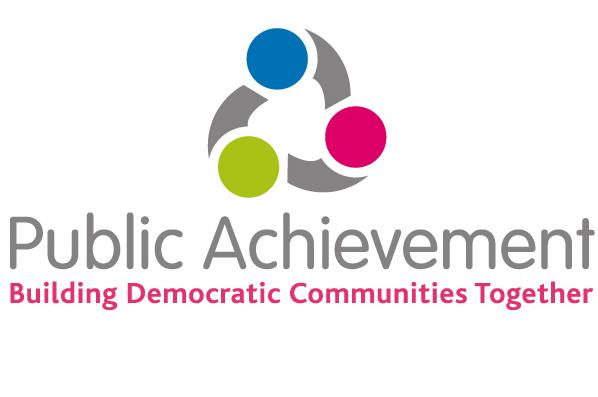 Public Achievement
Building Democratic Communities Together